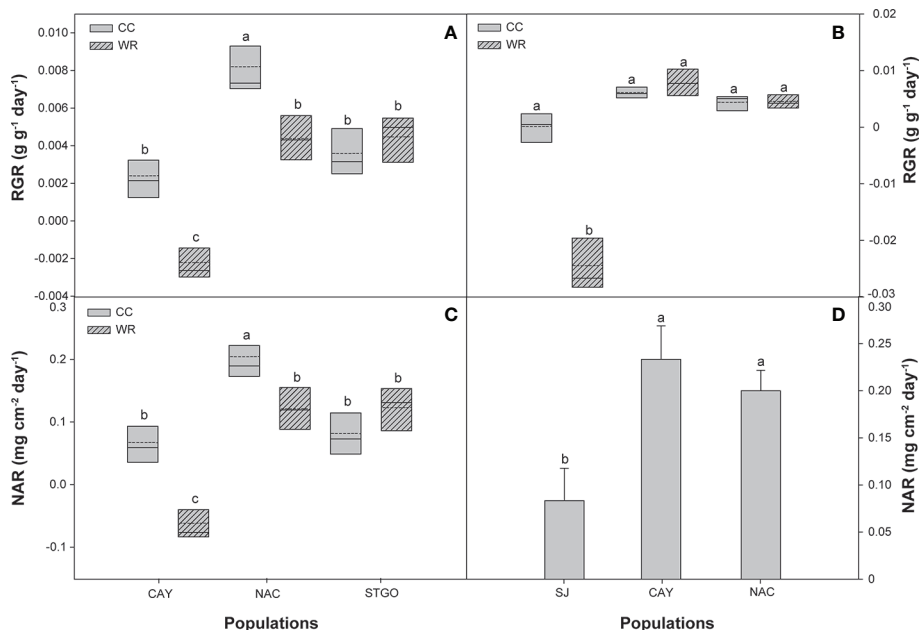 A
CC
WR
0.010
0.008
0.006
0.004
0.002
0.000
-0.002
-0.004
RGR (g g⁻¹ day⁻¹)
b
c
a
b
b
b
B
CC
WR
0.02
0.01
0
-0.01
-0.02
-0.03
RGR (g g⁻¹ day⁻¹)
a
b
a
a
a
a
C
CC
WR
0.3
0.2
0.1
0.0
-0.1
NAR (mg cm⁻² day⁻¹)
b
c
a
b
b
b
CAY NAC STGO
Populations
D
0.30
0.25
0.20
0.15
0.10
0.05
0
NAR (mg cm⁻² day⁻¹)
b
a
a
SJ CAY NAC
Populations